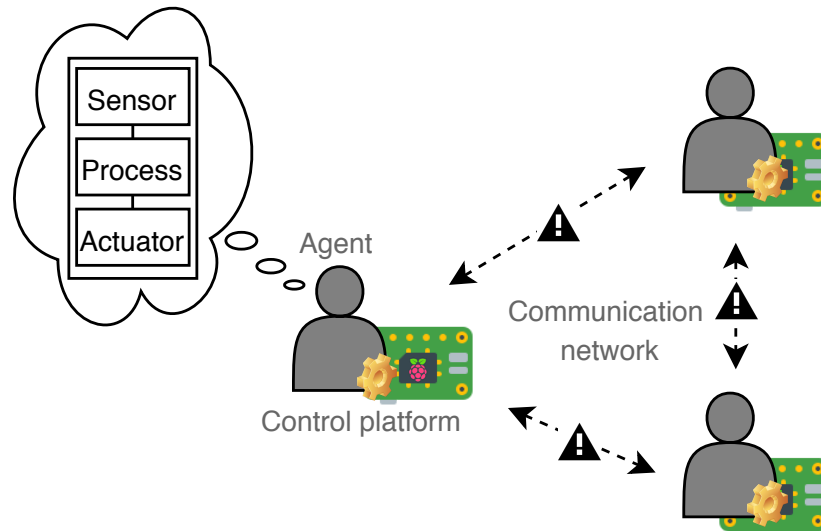 Sensor
Process
Actuator
Agent
Communication
network
Control platform